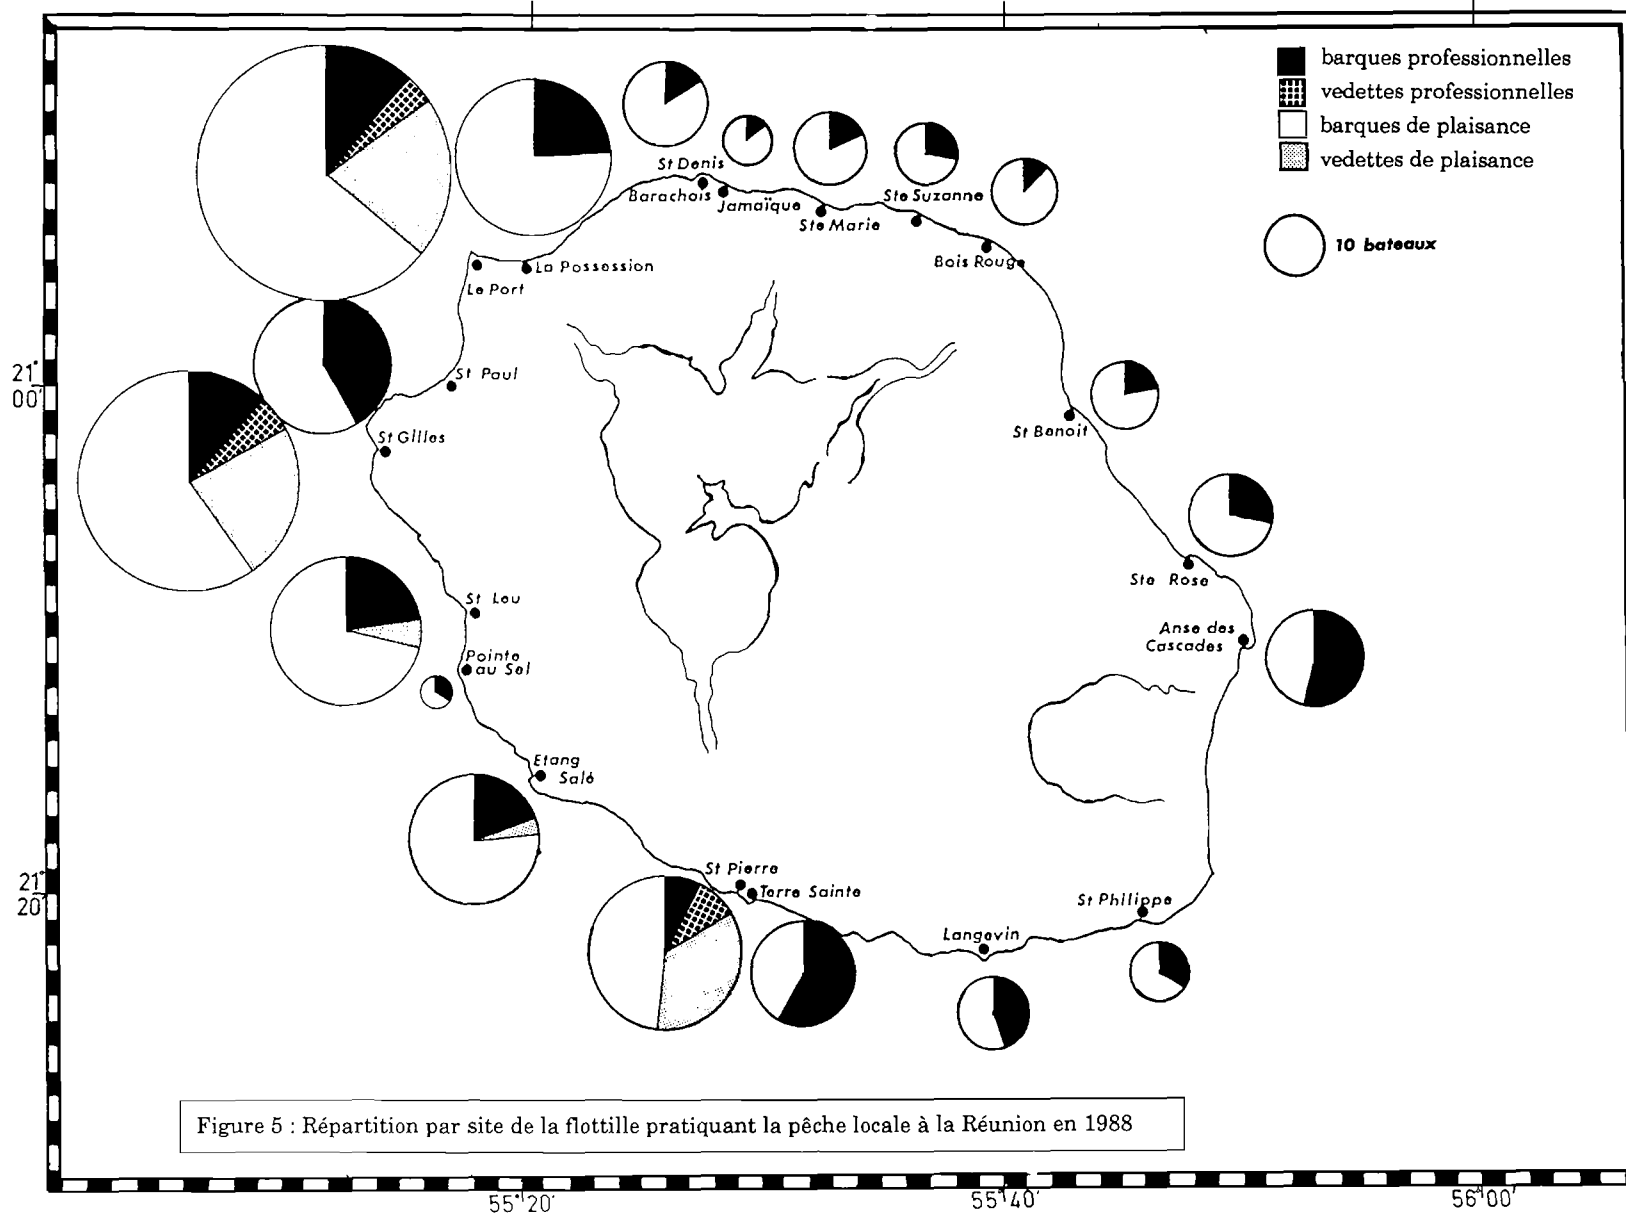 barques professionnelles
vedettes professionnelles
barques de plaisance
vedettes de plaisance
10 bateaux
St Denis
Barachois
Jamaïque
Ste Marie
Ste Suzanne
Bois Rouge
La Possession
Le Port
St Paul
21°
00'
St Gilles
St Benoit
Ste Rose
St Leu
Anse des
Cascades
Pointe
au Sel
Etang
Salé
St Pierre
Terre Sainte
21°
20'
St Philippe
Langevin
Figure 5 : Répartition par site de la flottille pratiquant la pêche locale à la Réunion en 1988
55°20'
55°40'
56°00'